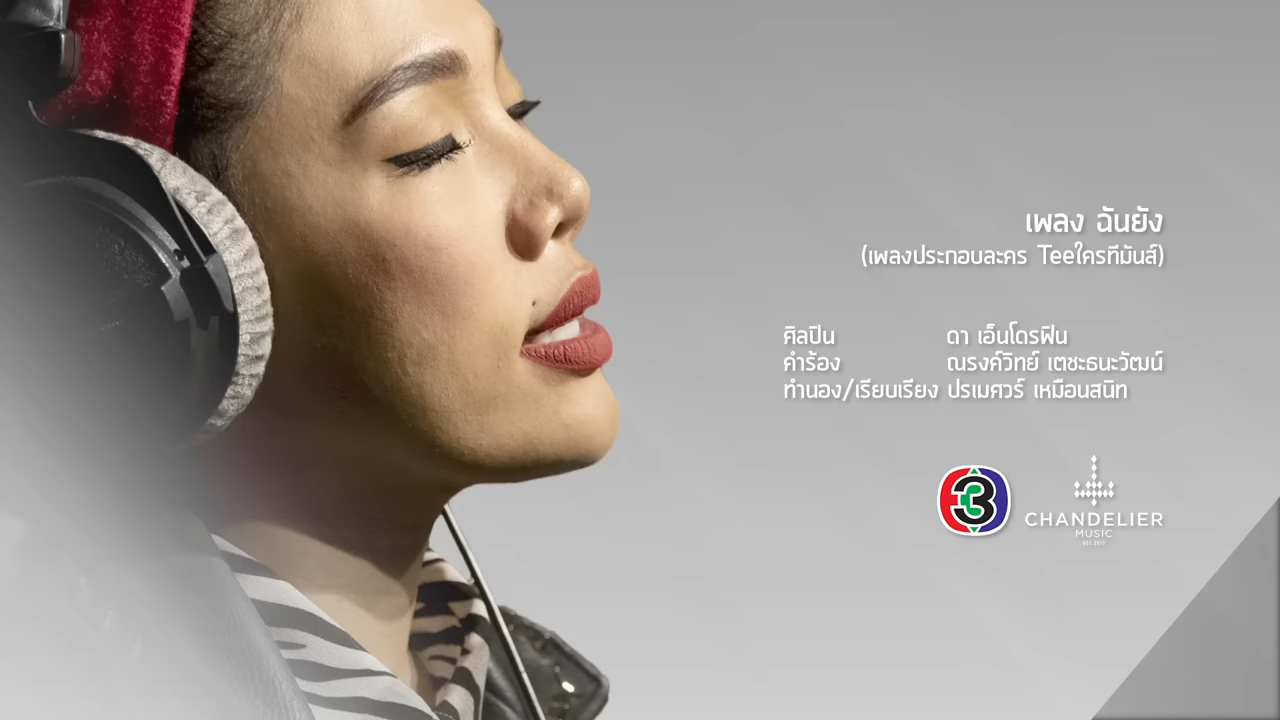 เพลง ฉันยัง
(เพลงประกอบละคร Teeใครทีมันส์)
ศิลปิน ดา เอ็นโดรฟิน
คำร้อง ณรงค์วิทย์ เตชะธนะวัฒน์
ทำนอง/เรียบเรียง ปรเมศวร์ เหมือนสนิท
3
CHANDELIER
MUSIC
EST.2015